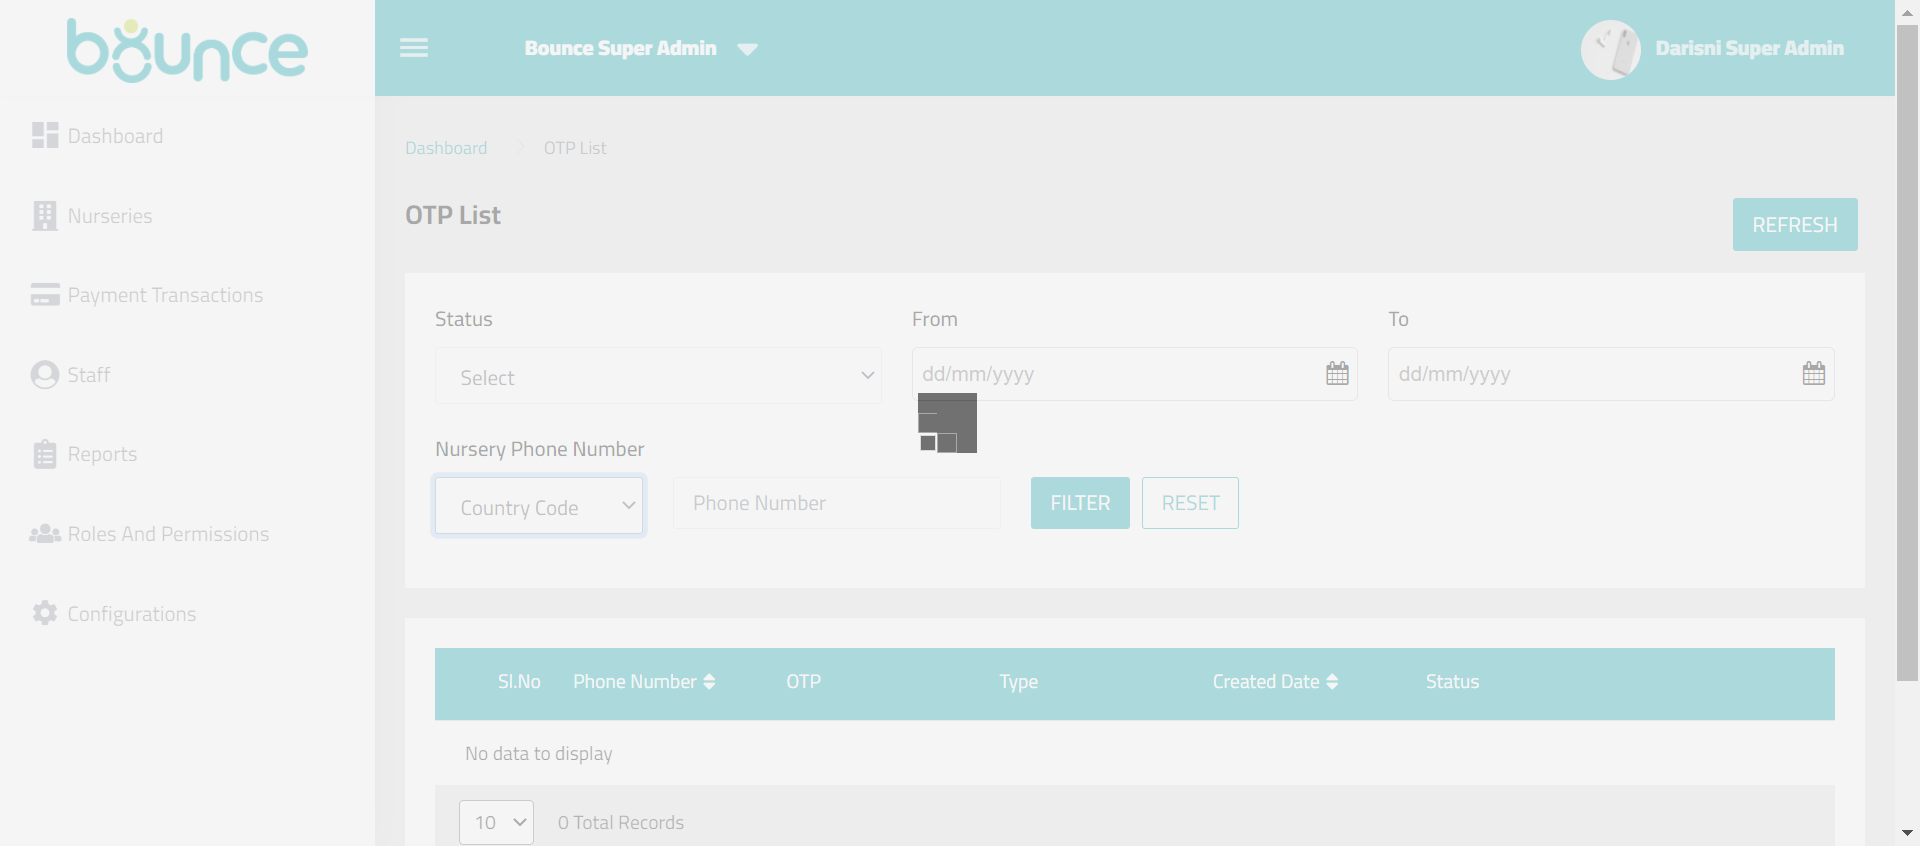 bounce
Bounce Super Admin
Darisni Super Admin
Dashboard
Nurseries
Payment Transactions
Staff
Reports
Roles And Permissions
Configurations
Dashboard OTP List
OTP List
REFRESH
Status From To
Select dd/mm/yyyy dd/mm/yyyy
Nursery Phone Number
Country Code Phone Number FILTER RESET
Sl.No Phone Number OTP Type Created Date Status
No data to display
10 0 Total Records